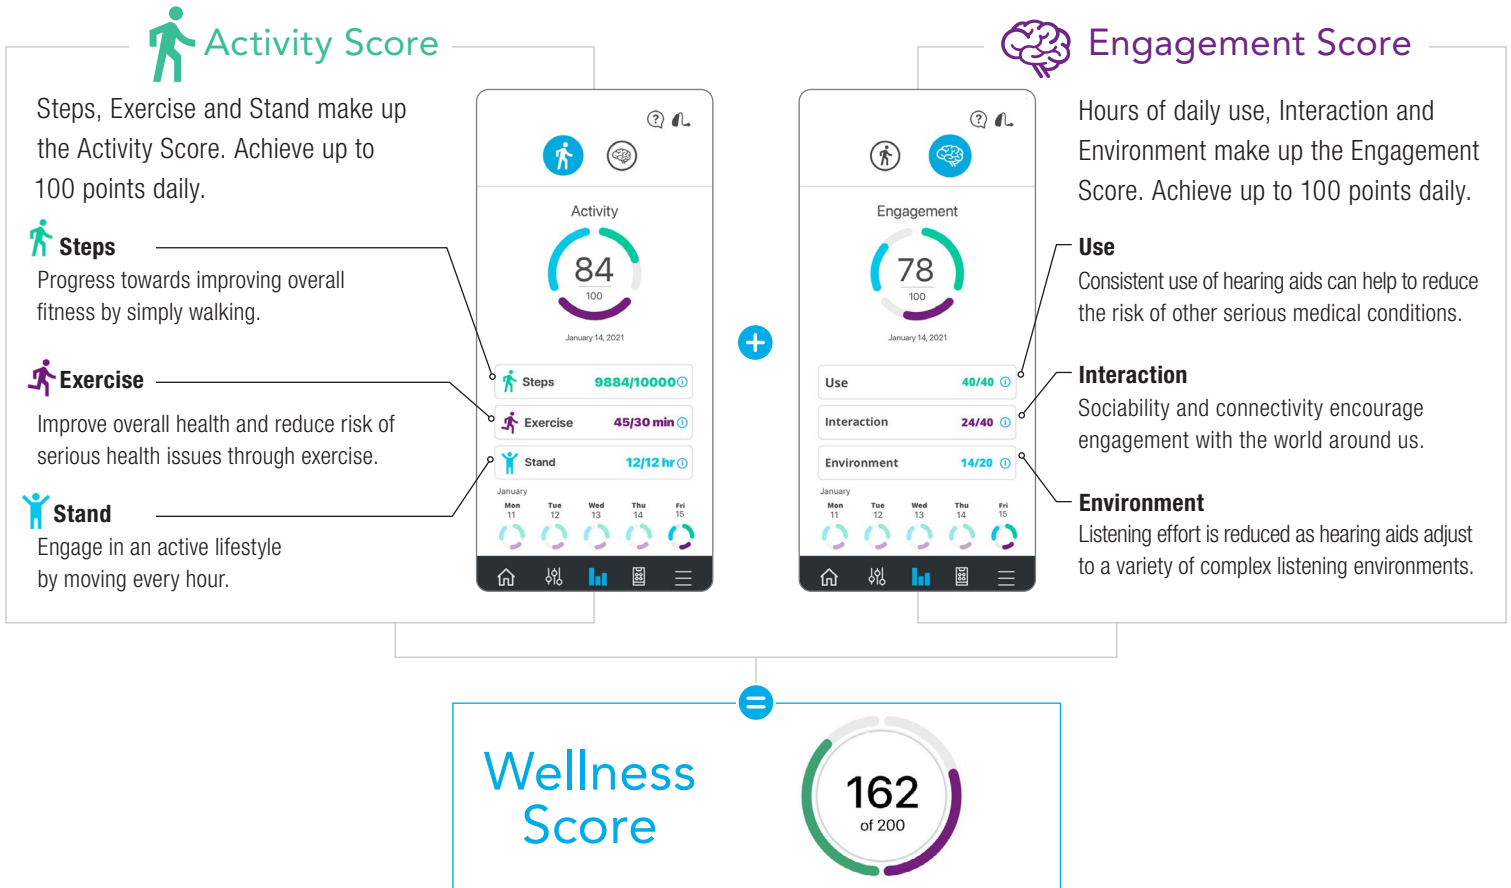 Activity Score
Steps, Exercise and Stand make up
the Activity Score. Achieve up to
100 points daily.
Steps
Progress towards improving overall
fitness by simply walking.
Exercise
Improve overall health and reduce risk of
serious health issues through exercise.
Stand
Engage in an active lifestyle
by moving every hour.
?
Activity
84
100
January 14, 2021
Steps 9884/10000
Exercise 45/30 min
Stand 12/12 hr
January
Mon Tue Wed Thu Fri
11 12 13 14 15
+
?
Engagement
78
100
January 14, 2021
Use 40/40
Interaction 24/40
Environment 14/20
January
Mon Tue Wed Thu Fri
11 12 13 14 15
Engagement Score
Hours of daily use, Interaction and
Environment make up the Engagement
Score. Achieve up to 100 points daily.
Use
Consistent use of hearing aids can help to reduce
the risk of other serious medical conditions.
Interaction
Sociability and connectivity encourage
engagement with the world around us.
Environment
Listening effort is reduced as hearing aids adjust
to a variety of complex listening environments.
=
Wellness
Score
162
of 200